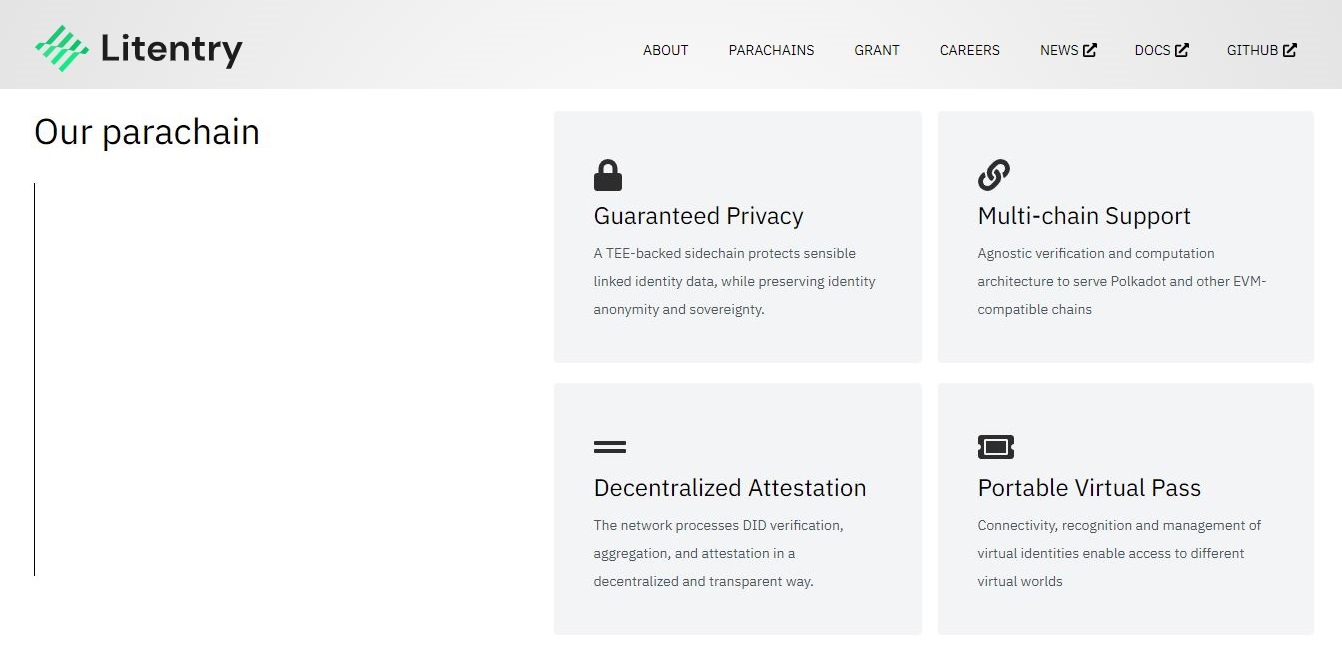 Litentry
ABOUT
PARACHAINS
GRANT
CAREERS
NEWS
DOCS
GITHUB
Our parachain
Guaranteed Privacy
A TEE-backed sidechain protects sensible
linked identity data, while preserving identity
anonymity and sovereignty.
Multi-chain Support
Agnostic verification and computation
architecture to serve Polkadot and other EVM-
compatible chains
Decentralized Attestation
The network processes DID verification,
aggregation, and attestation in a
decentralized and transparent way.
Portable Virtual Pass
Connectivity, recognition and management of
virtual identities enable access to different
virtual worlds